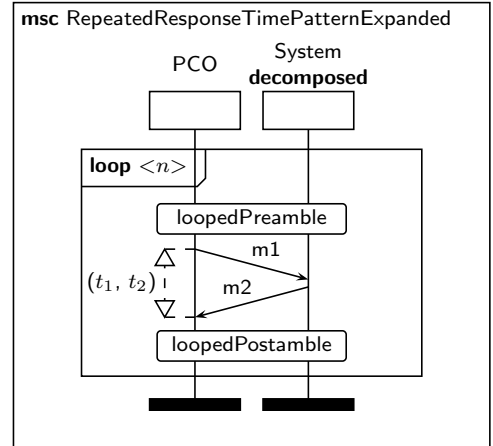 msc RepeatedResponseTimePatternExpanded
PCO
System
decomposed
loop <n>
loopedPreamble
m1
(t₁, t₂)
m2
loopedPostamble